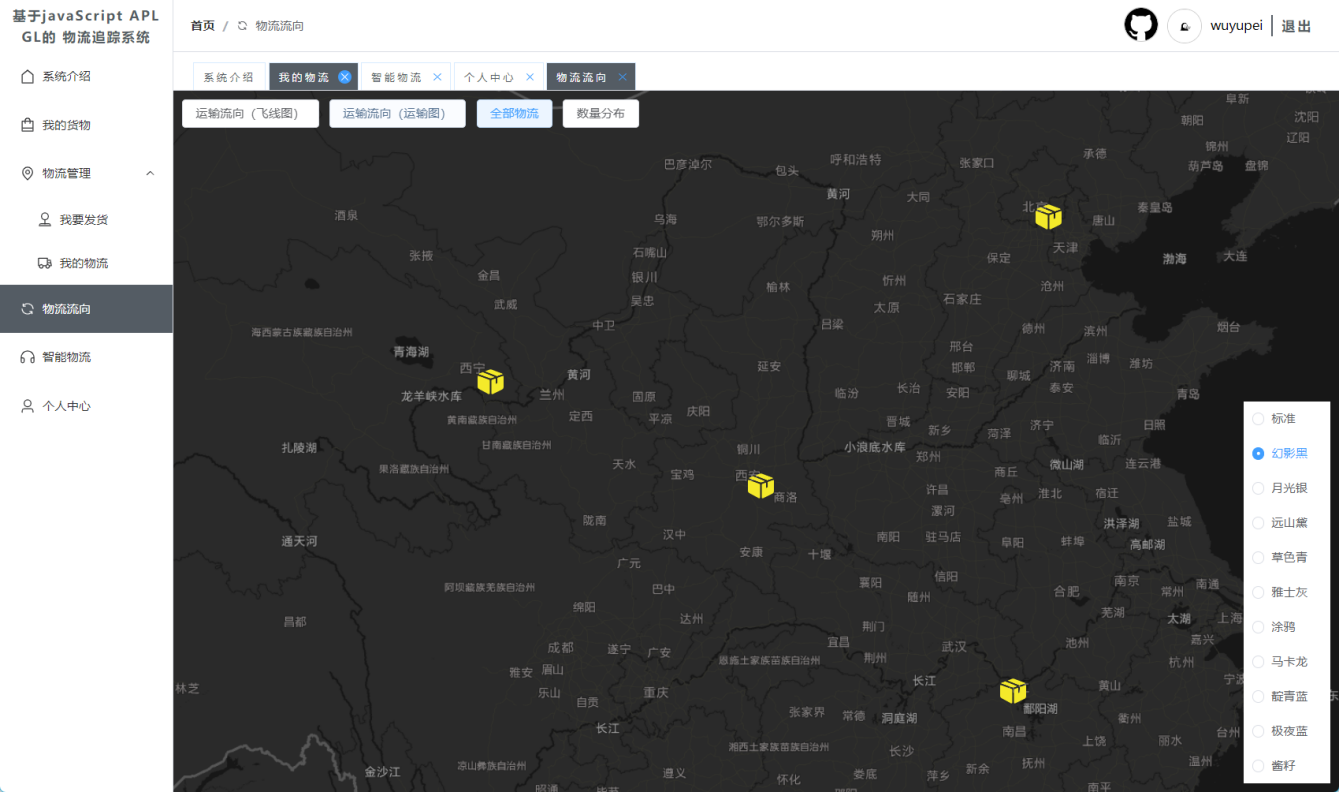 基于javaScript APL
GL的 物流追踪系统
系统介绍
我的货物
物流管理
我要发货
我的物流
物流流向
智能物流
个人中心
首页 / 物流流向
wuyupei 退出
系统介绍 我的物流 智能物流 个人中心 物流流向
运输流向（飞线图） 运输流向（运输图） 全部物流 数量分布
阜新
沈阳
朝阳
辽阳
锦州
承德
呼和浩特
张家口
巴彦淖尔
葫芦岛
盘锦
包头
黄河
大同
北京
秦皇岛
酒泉
乌海
鄂尔多斯
唐山
朔州
天津
石嘴山
张掖
保定
渤海
大连
金昌
银川
榆林
忻州
沧州
武威
吴忠
太原
石家庄
中卫
吕梁
德州
滨州
烟台
海西蒙古族藏族自治州
青海湖
邢台
淄博
西宁
延安
邯郸
济南
潍坊
黄河
聊城
龙羊峡水库
兰州
固原
临汾
长治
安阳
泰安
青岛
黄南藏族自治州
定西
平凉
庆阳
晋城
新乡
菏泽
济宁
日照
甘南藏族自治州
扎陵湖
铜川
小浪底水库
郑州
临沂
果洛藏族自治州
天水
宝鸡
西安
商丘
微山湖
连云港
商洛
许昌
亳州
淮北
宿迁
漯河
陇南
洪泽湖
盐城
汉中
南阳
驻马店
阜阳
蚌埠
高邮湖
通天河
安康
十堰
广元
信阳
南京
阿坝藏族羌族自治州
巴中
襄阳
随州
合肥
常州
南通
绵阳
昌都
达州
荆门
芜湖
太湖
上海
成都
遂宁
广安
宜昌
武汉
池州
嘉兴
雅安
眉山
恩施土家族苗族自治州
荆州
杭州
林芝
乐山
重庆
长江
黄山
宁波
自贡
张家界
常德
洞庭湖
鄱阳湖
衢州
长江
南昌
台州
湘西土家族苗族自治州
长沙
上饶
丽水
金沙江
凉山彝族自治州
遵义
怀化
娄底
萍乡
新余
抚州
温州
昭通
南平
标准
幻影黑
月光银
远山黛
草色青
雅士灰
涂鸦
马卡龙
靛青蓝
极夜蓝
酱籽